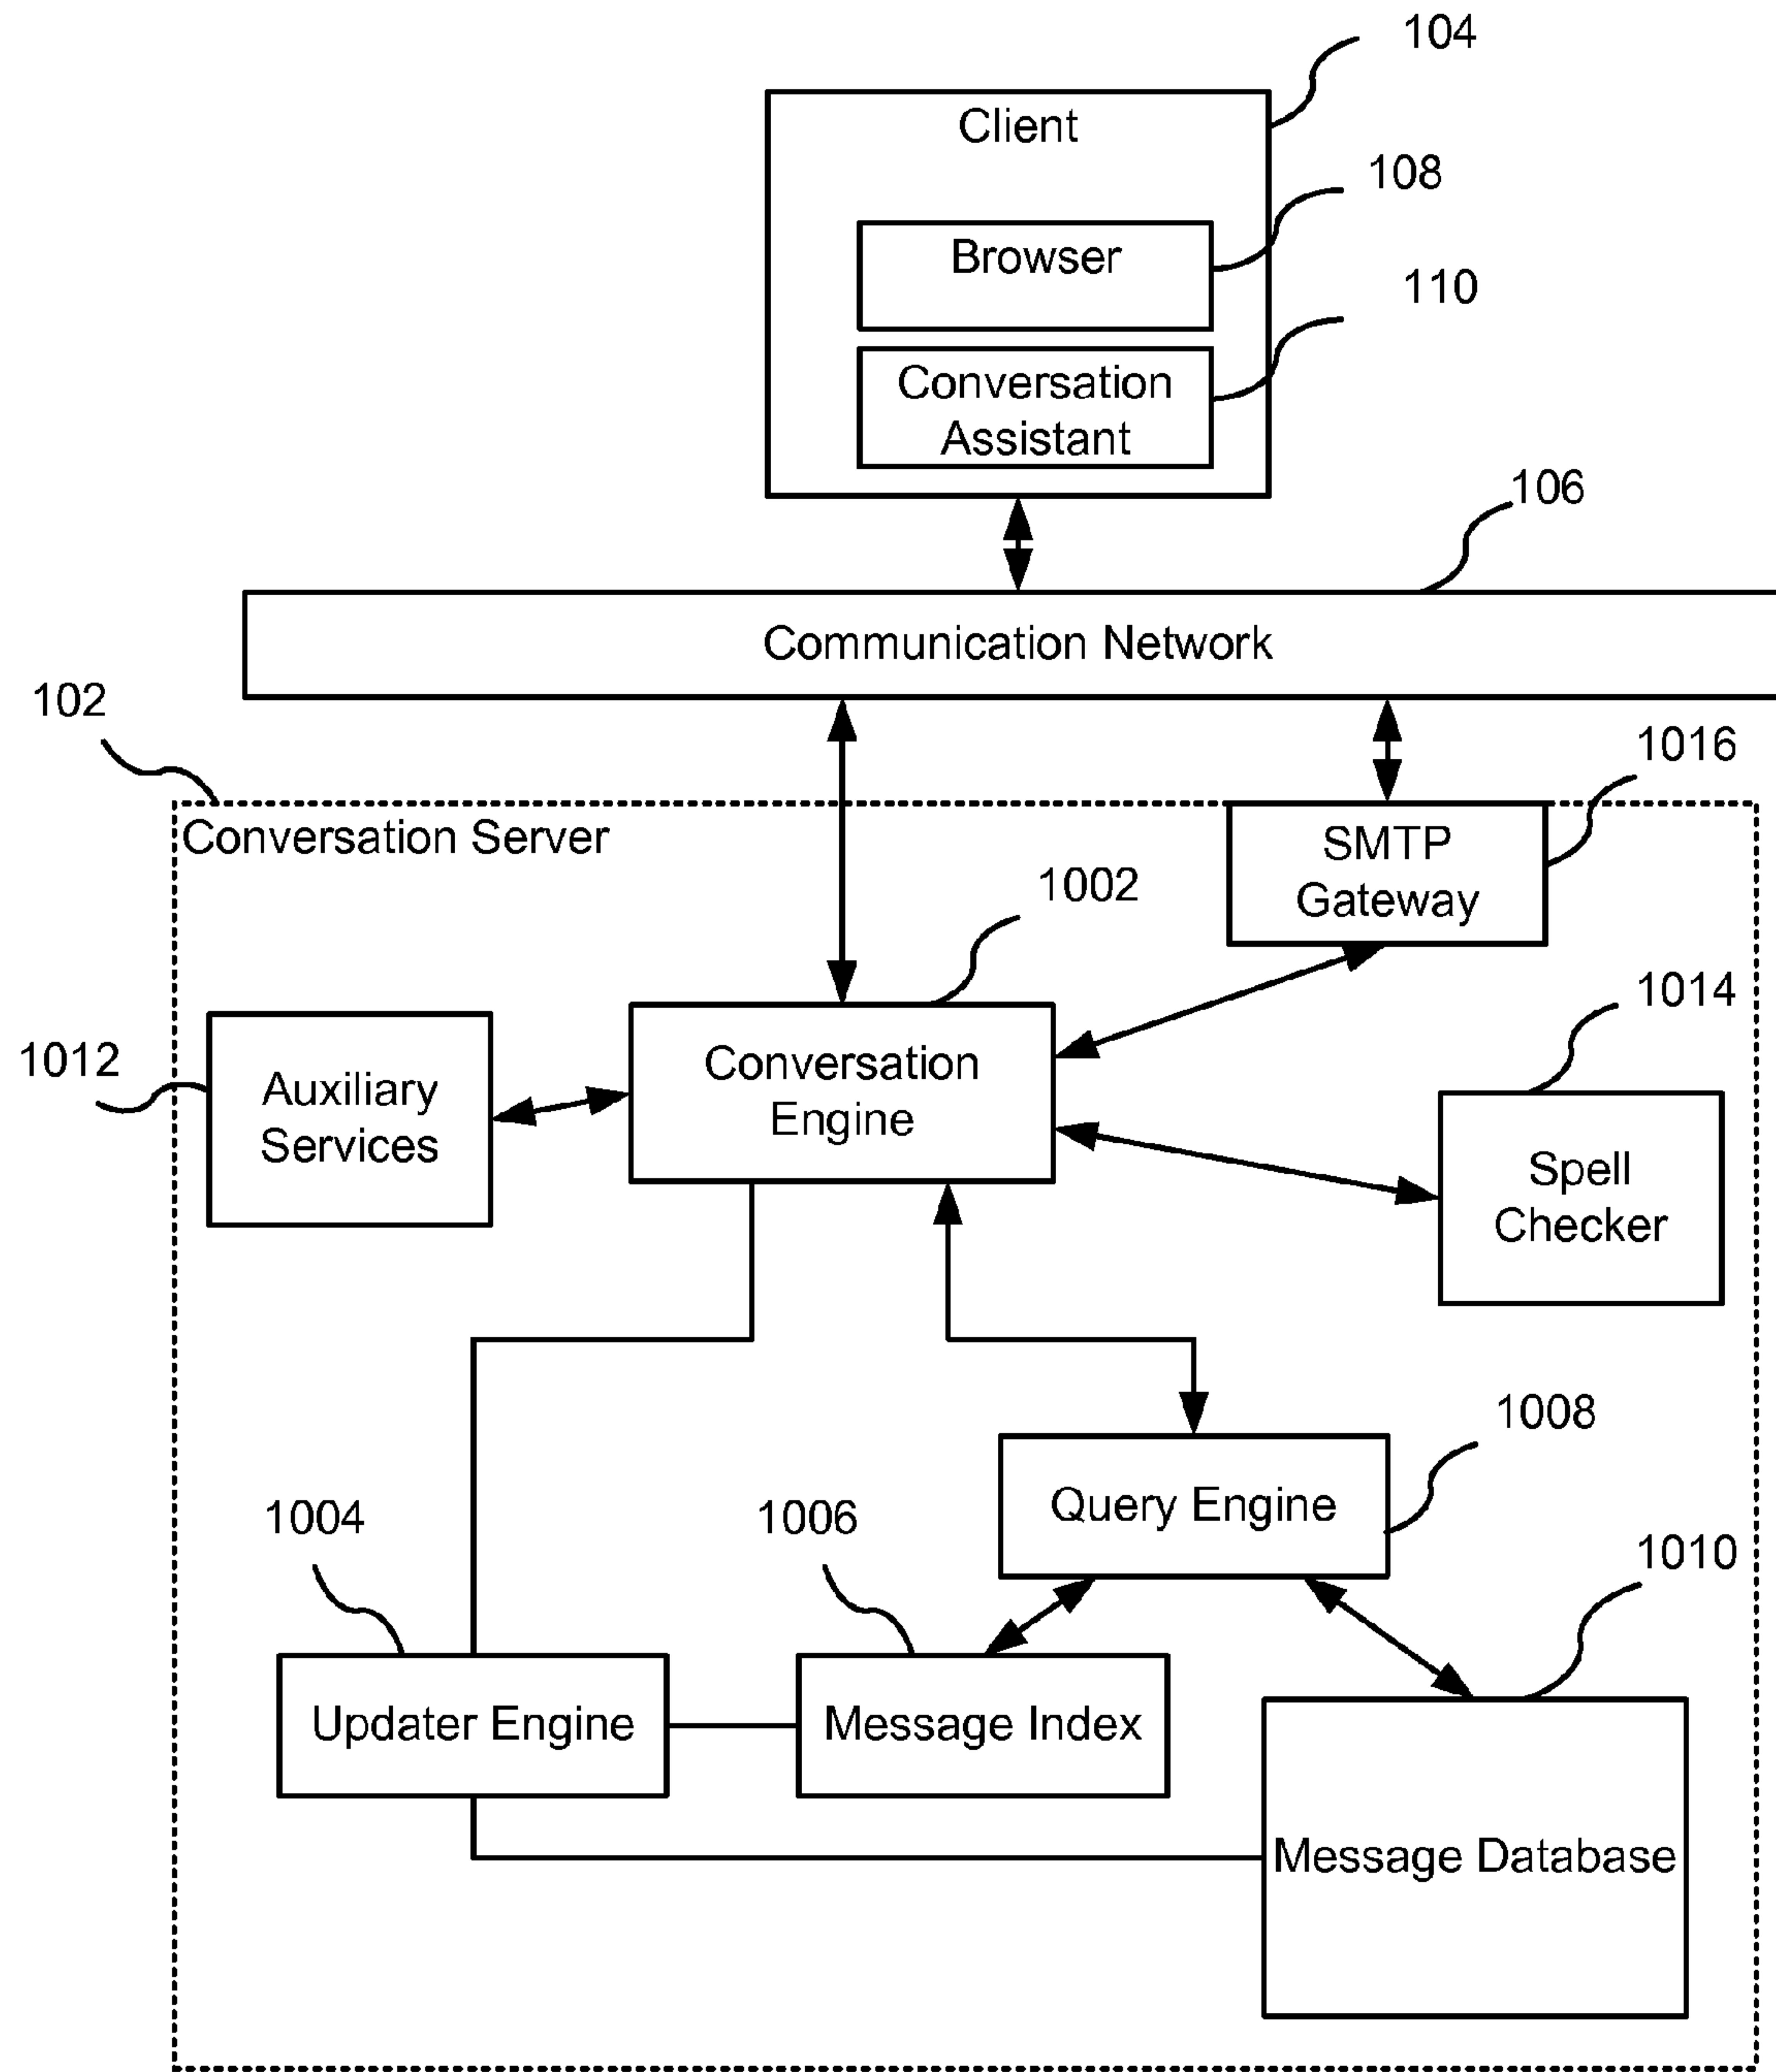 104
Client
108
Browser
110
Conversation
Assistant
106
Communication Network
102
1016
Conversation Server
SMTP
Gateway
1002
1014
1012
Auxiliary
Services
Conversation
Engine
Spell
Checker
1008
Query Engine
1004
1006
1010
Updater Engine
Message Index
Message Database